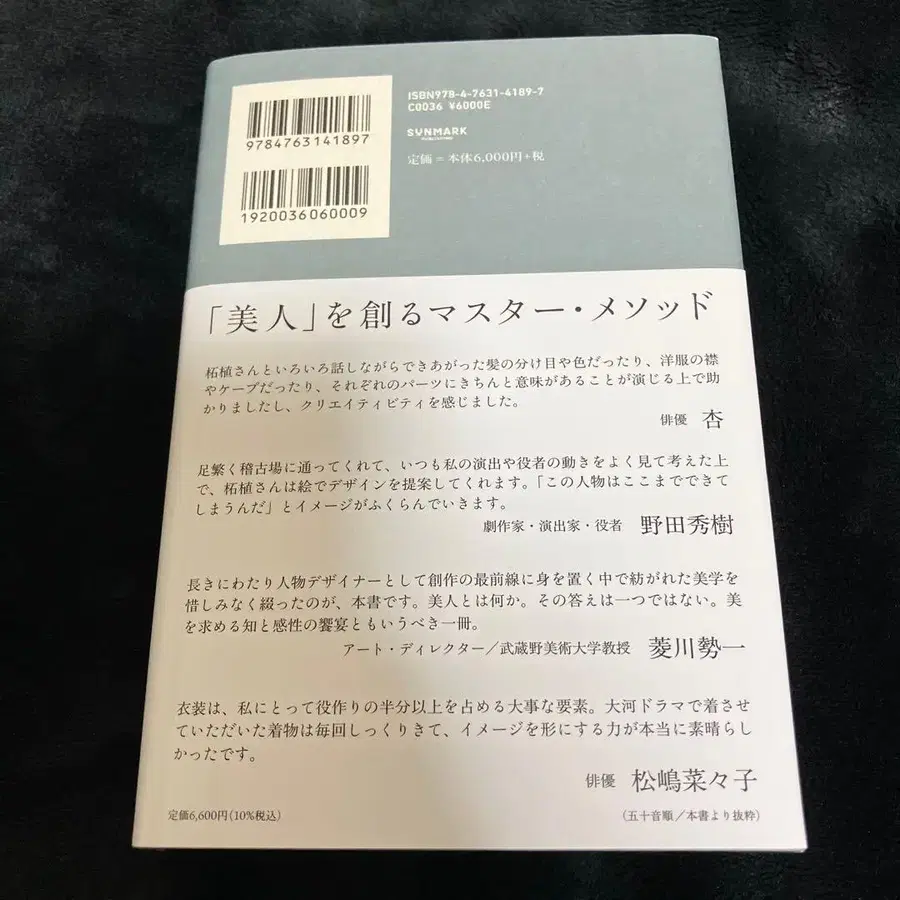 9784763141897
1920036060009
ISBN978-4-7631-4189-7
C0036 ¥6000E
SUNMARK
PUBLISHING
定価＝本体6,000円+税
「美人」を創るマスター・メソッド
柘植さんといろいろ話しながらできあがった髪の分け目や色だったり、洋服の襟
やケープだったり、それぞれのパーツにきちんと意味があることが演じる上で助
かりましたし、クリエイティビティを感じました。
俳優 杏
足繁く稽古場に通ってくれて、いつも私の演出や役者の動きをよく見て考えた上
で、柘植さんは絵でデザインを提案してくれます。「この人物はここまでできて
しまうんだ」とイメージがふくらんでいきます。
劇作家・演出家・役者 野田秀樹
長きにわたり人物デザイナーとして創作の最前線に身を置く中で紡がれた美学を
惜しみなく綴ったのが、本書です。美人とは何か。その答えは一つではない。美
を求める知と感性の饗宴ともいうべき一冊。
アート・ディレクター／武蔵野美術大学教授 菱川勢一
衣装は、私にとって役作りの半分以上を占める大事な要素。大河ドラマで着させ
ていただいた着物は毎回しっくりきて、イメージを形にする力が本当に素晴らし
かったです。
俳優 松嶋菜々子
定価6,600円（10%税込）
（五十音順／本書より抜粋）